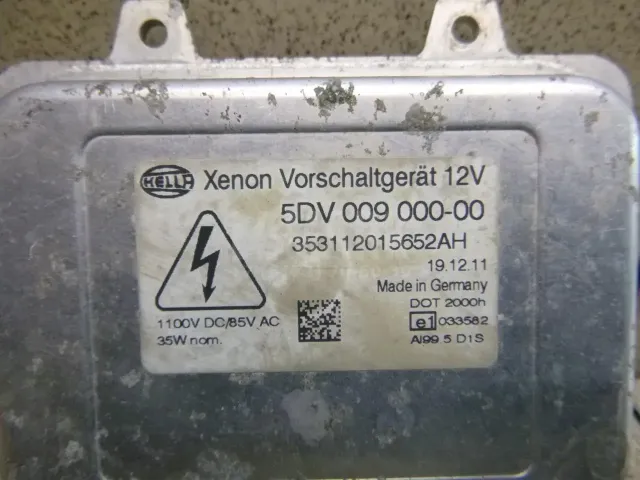 HELLA Xenon Vorschaltgerät 12V
5DV 009 000-00
353112015652AH
19.12.11
Made in Germany
DOT 2000h
1100V DC/85V AC
e1 033582
35W nom.
AI99 5 D1S